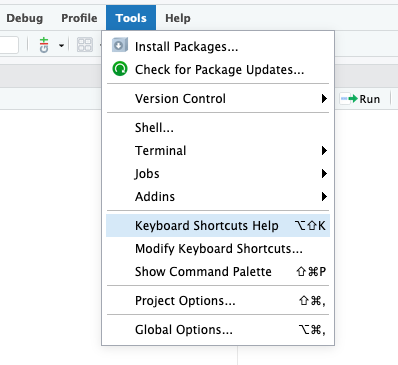 Debug Profile Tools Help
Install Packages...
Check for Package Updates...
Version Control
Run
Shell...
Terminal
Jobs
Addins
Keyboard Shortcuts Help ⌥⇧K
Modify Keyboard Shortcuts...
Show Command Palette ⇧⌘P
Project Options... ⇧⌘,
Global Options... ⌥⌘,